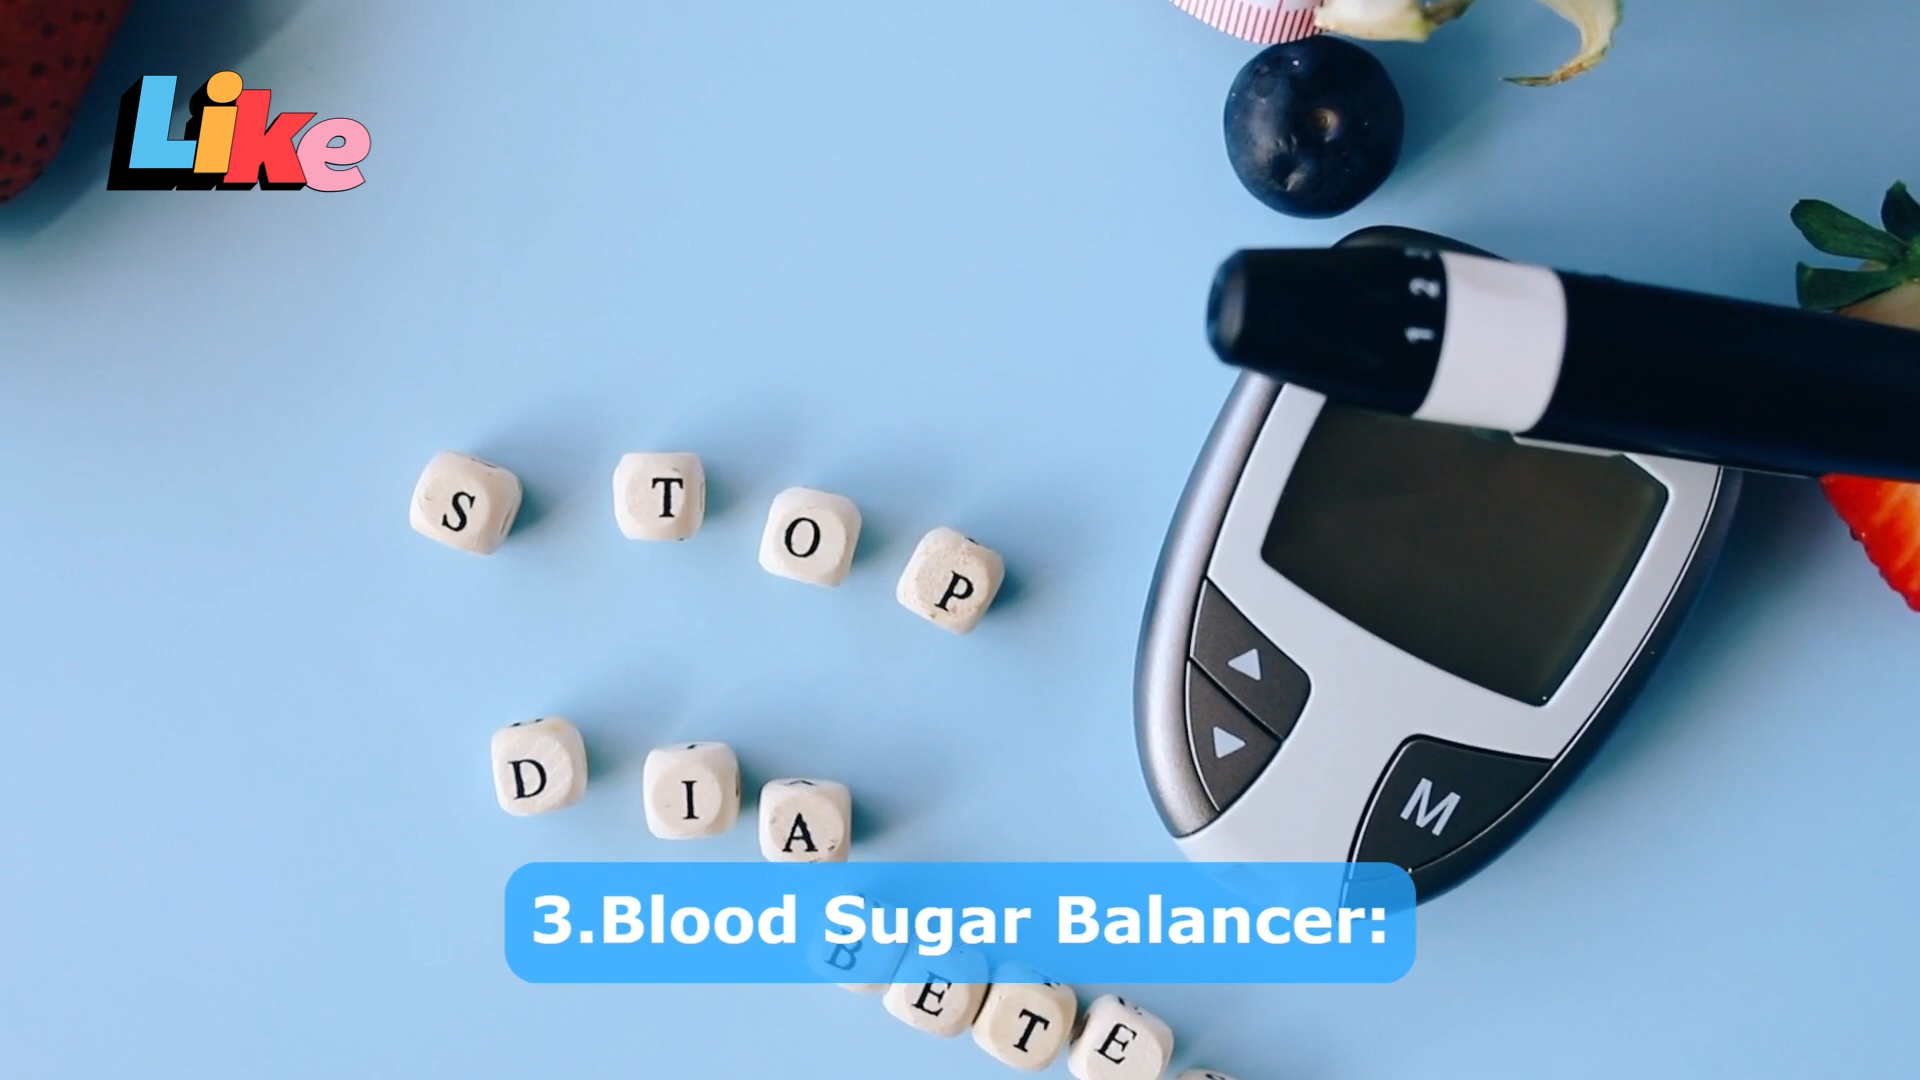 Like
2
1
S T O P
D I A
M
3.Blood Sugar Balancer:
B E T E